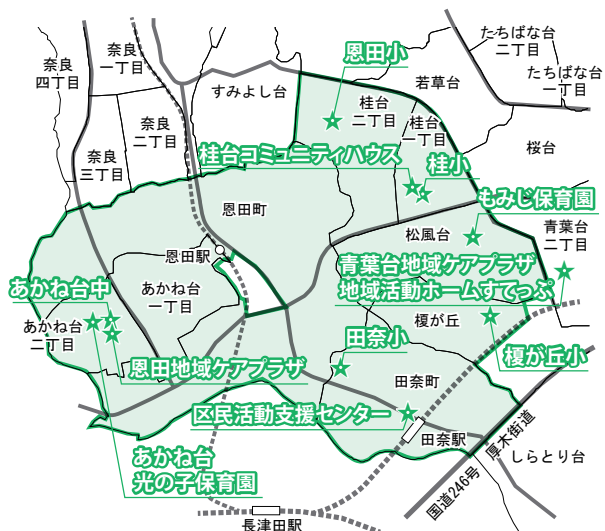 奈良
四丁目
奈良
一丁目
奈良
二丁目
奈良
三丁目
すみよし台
恩田小
桂台
二丁目
桂台
一丁目
若草台
たちばな台
二丁目
たちばな台
一丁目
桜台
桂台コミュニティハウス
桂小
もみじ保育園
恩田町
松風台
青葉台
二丁目
恩田駅
青葉台地域ケアプラザ
地域活動ホームすてっぷ
あかね台中
あかね台
一丁目
あかね台
二丁目
榎が丘
田奈小
榎が丘小
恩田地域ケアプラザ
田奈町
区民活動支援センター
田奈駅
あかね台
光の子保育園
厚木街道
国道246号
しらとり台
長津田駅